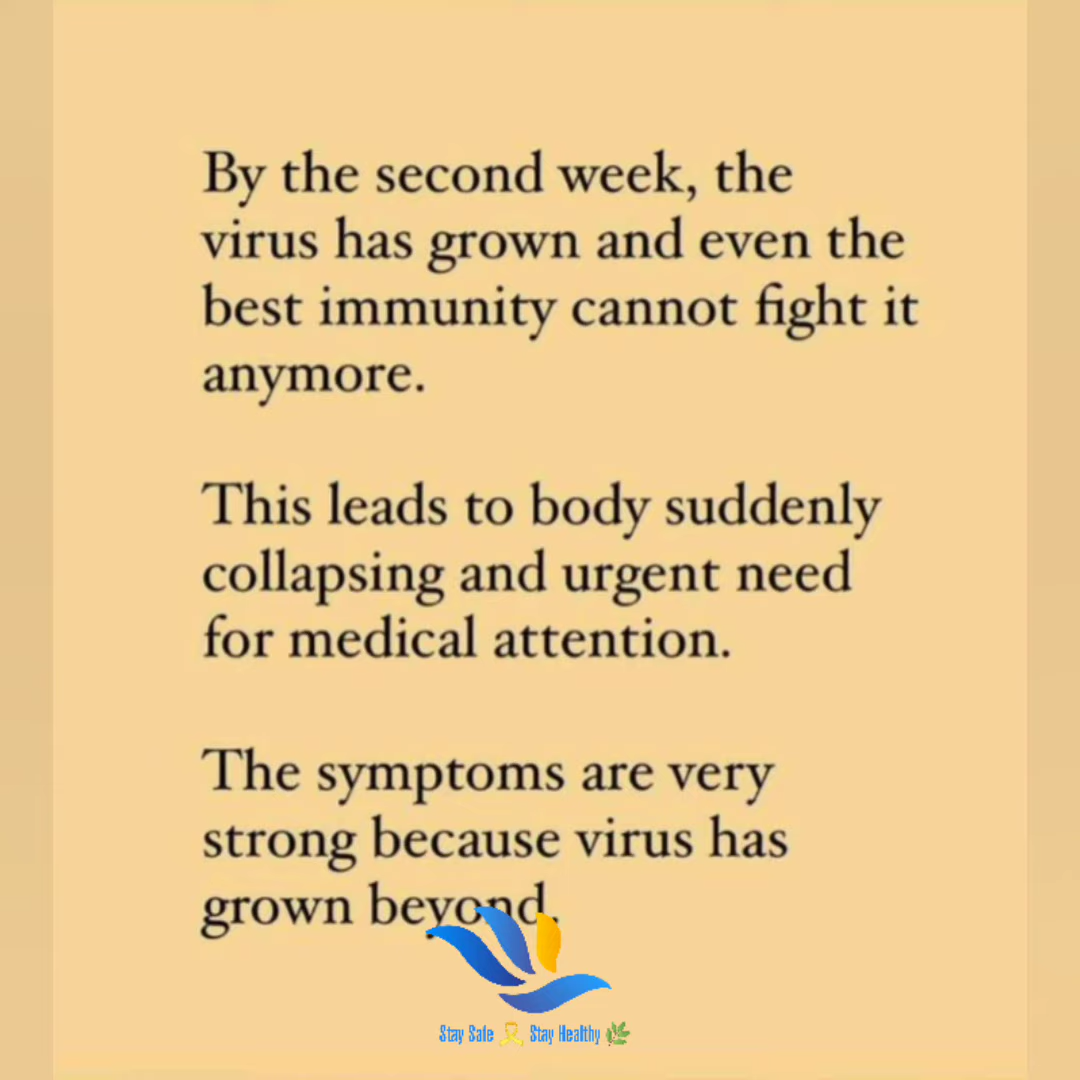 By the second week, the
virus has grown and even the
best immunity cannot fight it
anymore.
This leads to body suddenly
collapsing and urgent need
for medical attention.
The symptoms are very
strong because virus has
grown beyond.
Stay Safe 🎗 Stay Healthy 🌿